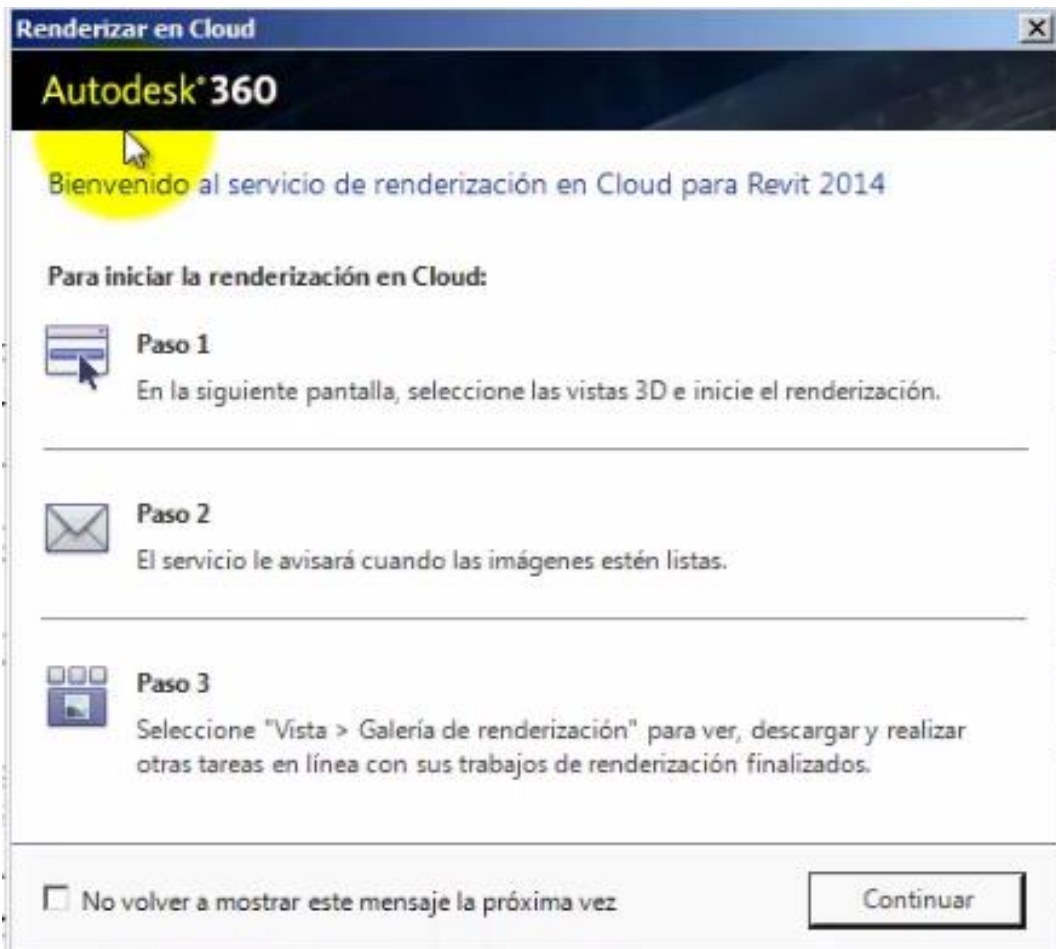 Renderizar en Cloud
Autodesk® 360
Bienvenido al servicio de renderización en Cloud para Revit 2014
Para iniciar la renderización en Cloud:
Paso 1
En la siguiente pantalla, seleccione las vistas 3D e inicie el renderización.
Paso 2
El servicio le avisará cuando las imágenes estén listas.
Paso 3
Seleccione "Vista > Galería de renderización" para ver, descargar y realizar
otras tareas en línea con sus trabajos de renderización finalizados.
No volver a mostrar este mensaje la próxima vez
Continuar